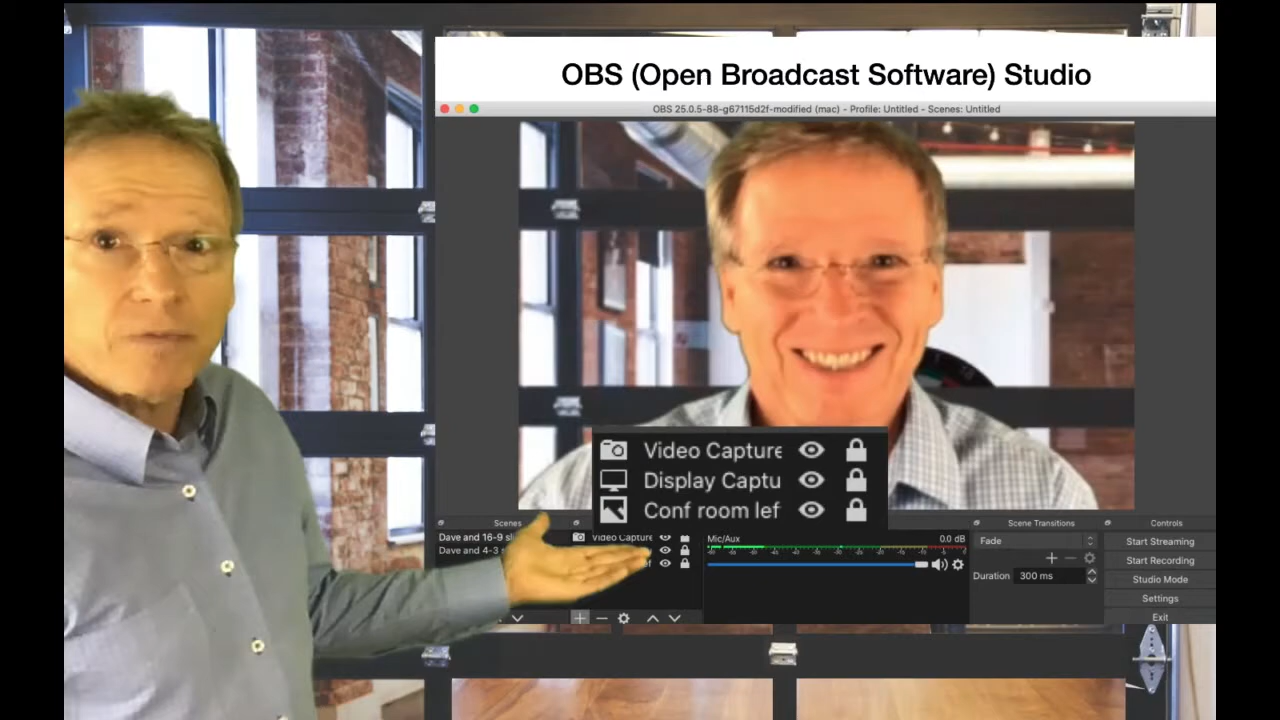 OBS (Open Broadcast Software) Studio
OBS 25.0.5-88-g67115d2f-modified (mac) - Profile: Untitled - Scenes: Untitled
Video Capture
Display Captu
Conf room lef
Scenes
Scene Transitions
Controls
Dave and 16-9 sl
Video Capture
Mic/Aux
0.0 dB
Fade
Start Streaming
Dave and 4-3 s
Start Recording
Duration
300 ms
Studio Mode
Settings
Exit